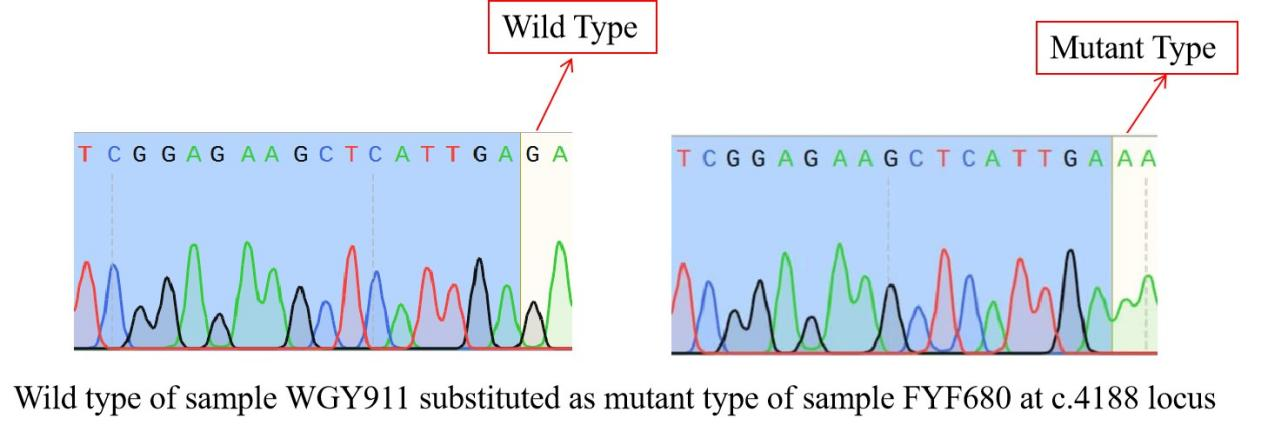 Wild Type
Mutant Type
T C G G A G A A G C T C A T T G A G A
T C G G A G A A G C T C A T T G A A A
Wild type of sample WGY911 substituted as mutant type of sample FYF680 at c.4188 locus